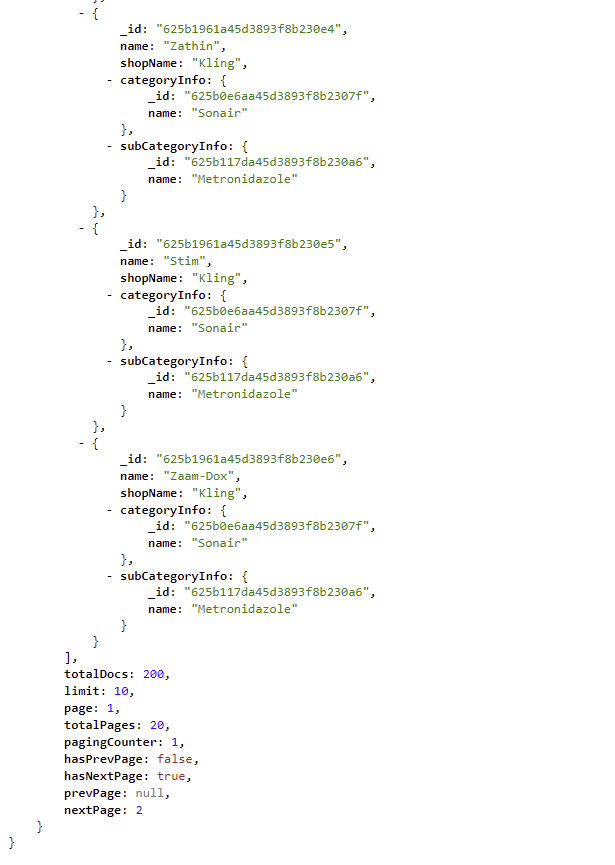 },
- {
_id: "625b1961a45d3893f8b230e4",
name: "Zathin",
shopName: "Kling",
- categoryInfo: {
_id: "625b0e6aa45d3893f8b2307f",
name: "Sonair"
},
- subCategoryInfo: {
_id: "625b117da45d3893f8b230a6",
name: "Metronidazole"
}
},
- {
_id: "625b1961a45d3893f8b230e5",
name: "Stim",
shopName: "Kling",
- categoryInfo: {
_id: "625b0e6aa45d3893f8b2307f",
name: "Sonair"
},
- subCategoryInfo: {
_id: "625b117da45d3893f8b230a6",
name: "Metronidazole"
}
},
- {
_id: "625b1961a45d3893f8b230e6",
name: "Zaam-Dox",
shopName: "Kling",
- categoryInfo: {
_id: "625b0e6aa45d3893f8b2307f",
name: "Sonair"
},
- subCategoryInfo: {
_id: "625b117da45d3893f8b230a6",
name: "Metronidazole"
}
}
],
totalDocs: 200,
limit: 10,
page: 1,
totalPages: 20,
pagingCounter: 1,
hasPrevPage: false,
hasNextPage: true,
prevPage: null,
nextPage: 2
}
}